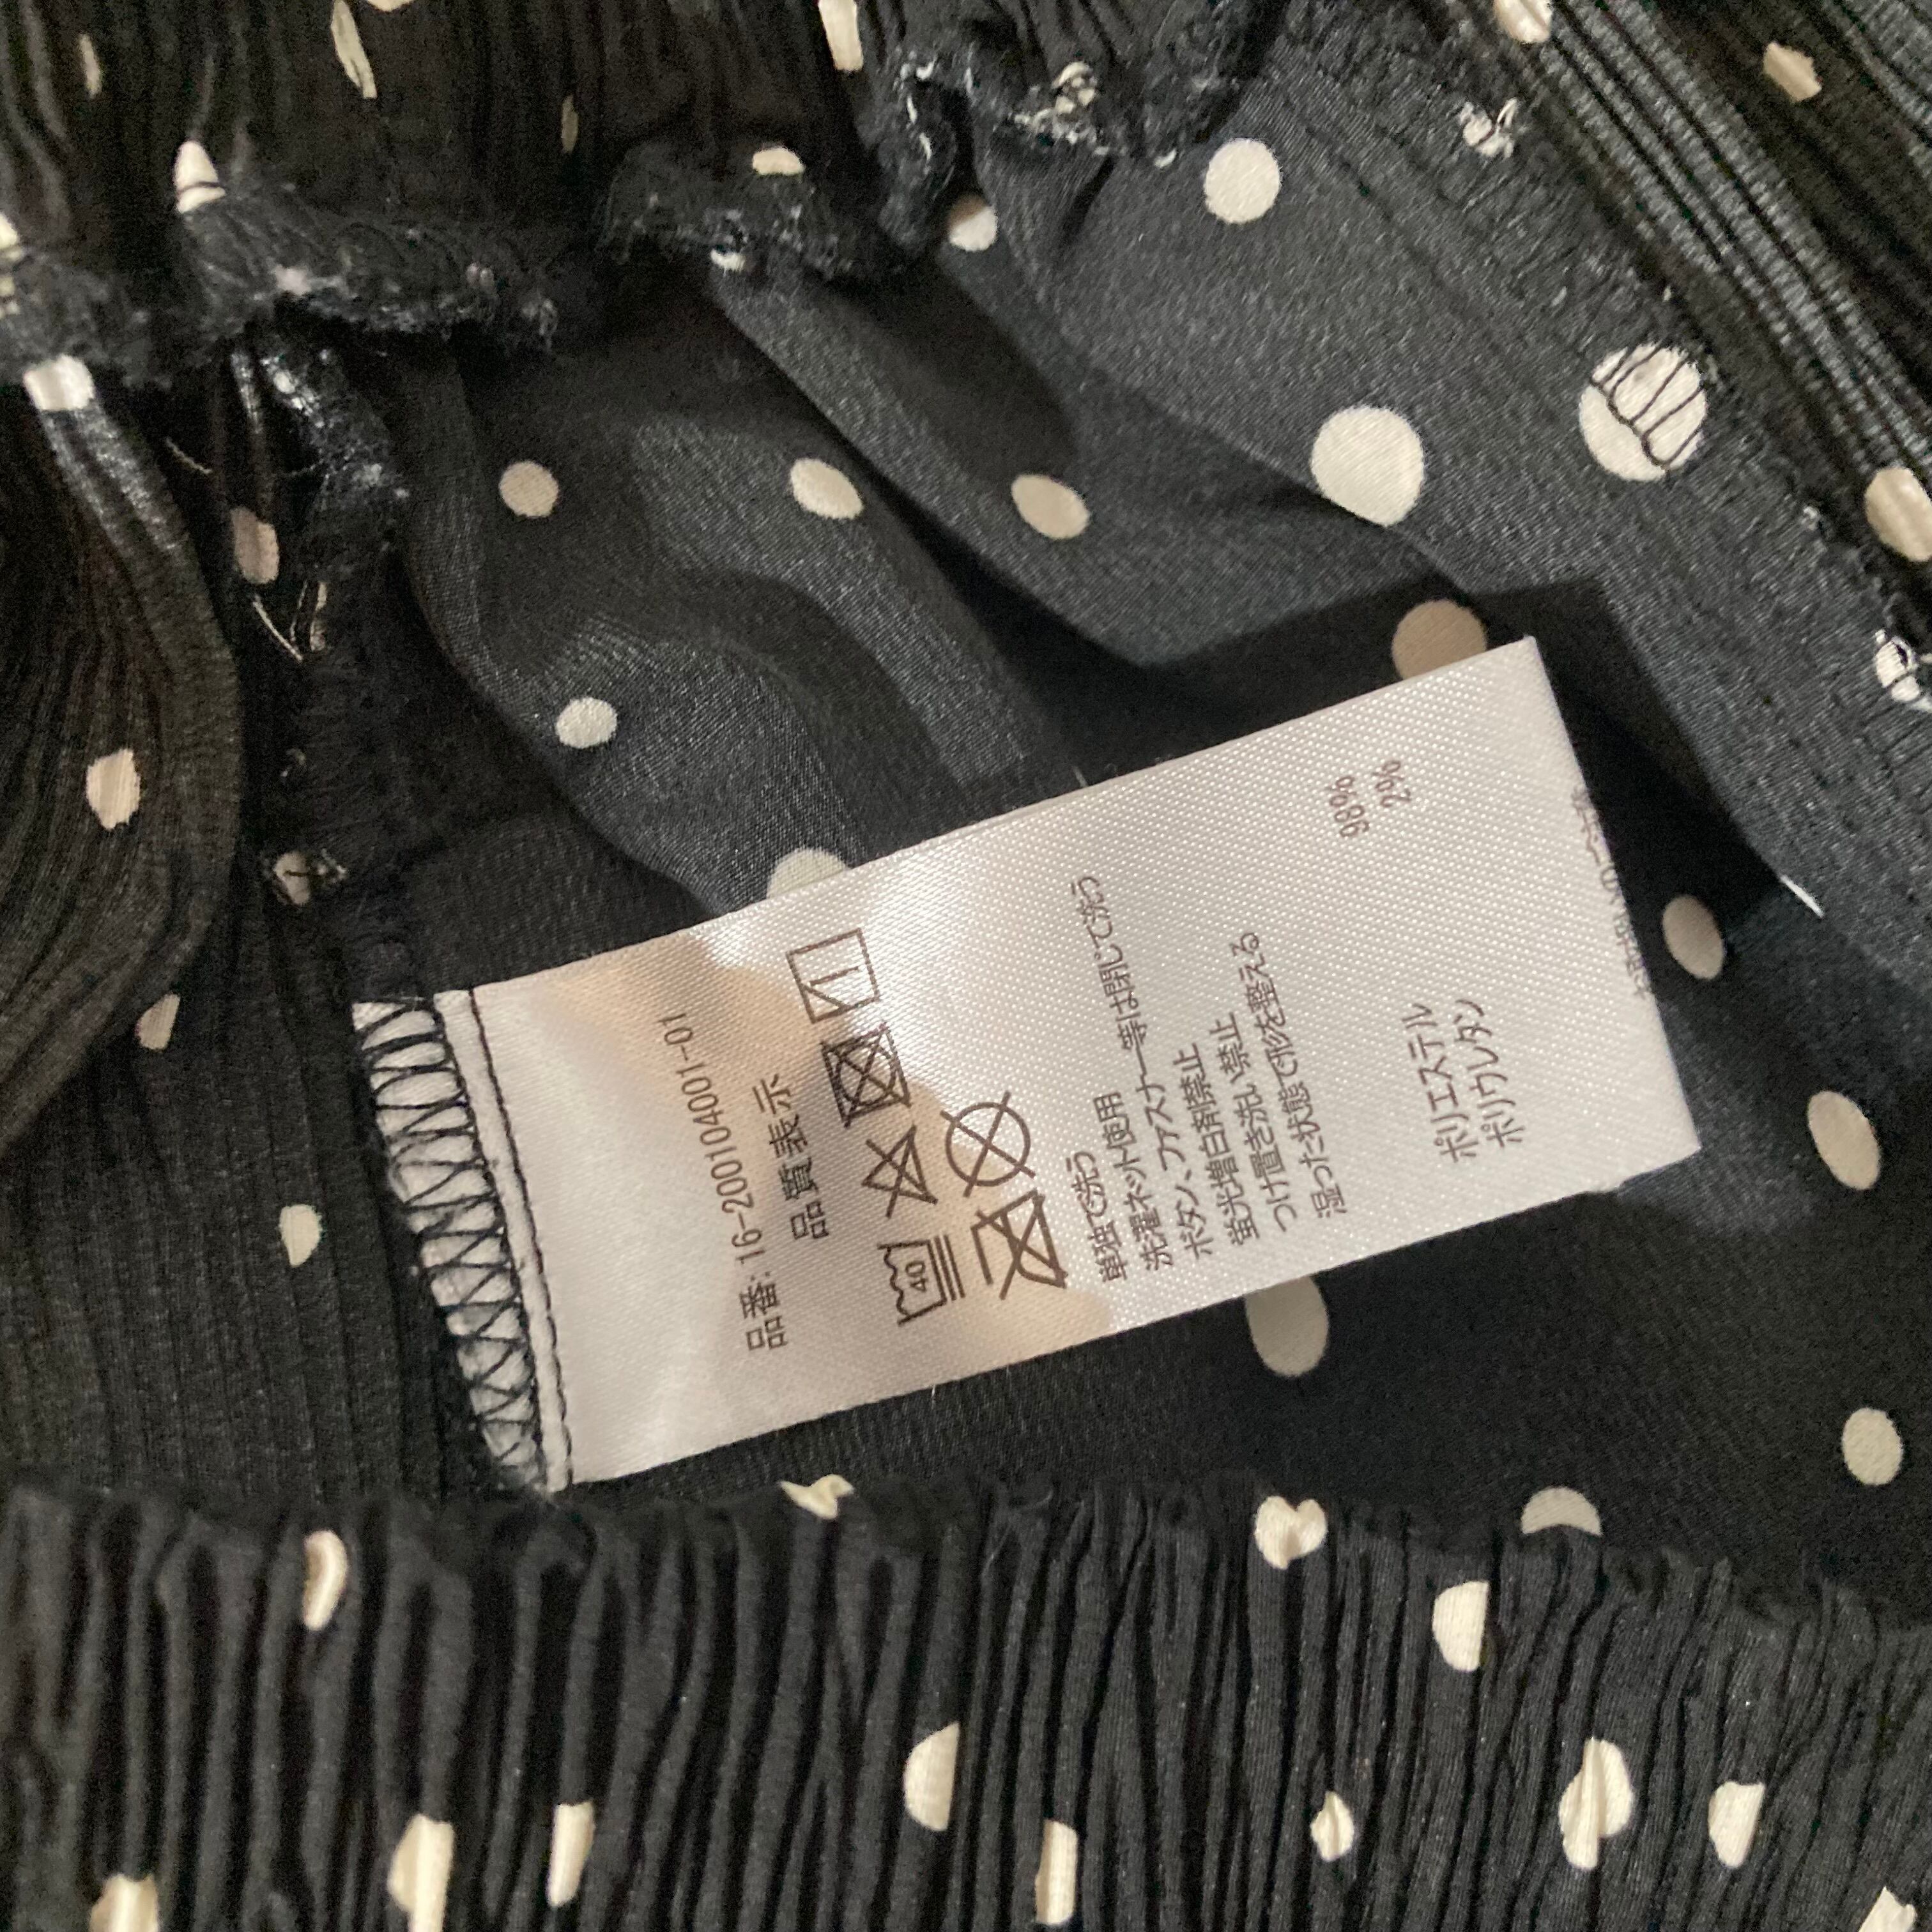 品番: 16-200104001-01
品質表示
40
単独で洗う
洗濯ネット使用
ボタン、ファスナー等は閉じて洗う
蛍光増白剤禁止
つけ置き洗い禁止
湿った状態で形を整える
ポリエステル 98%
ポリウレタン 2%